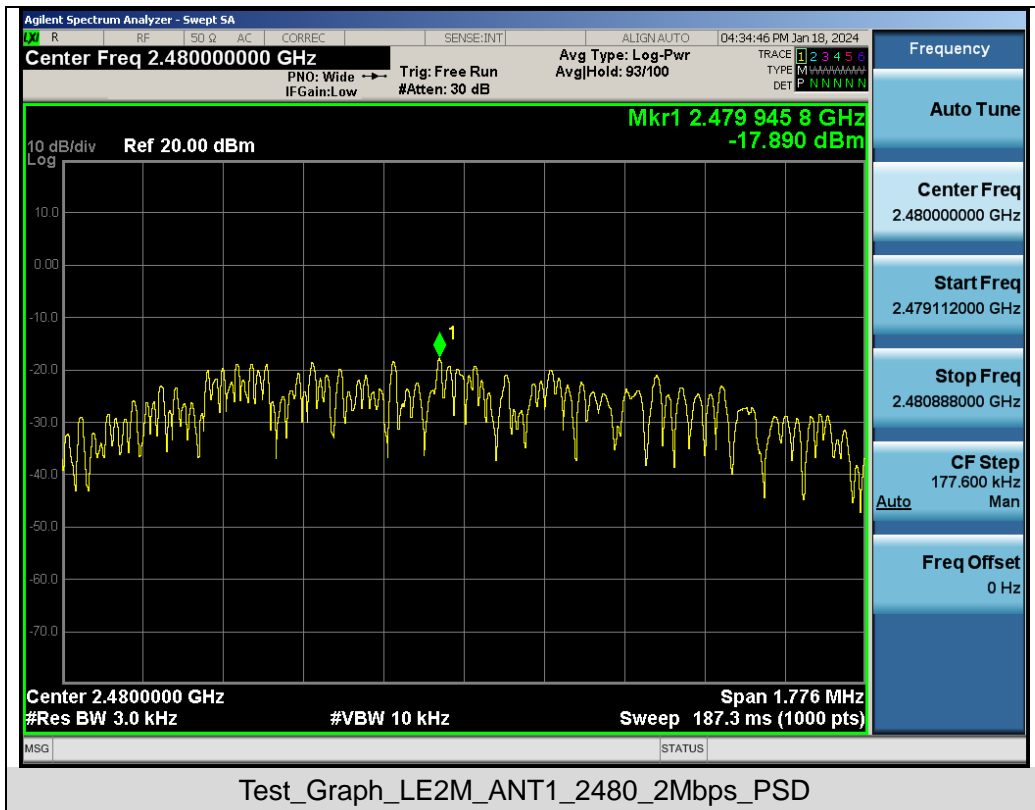 Agilent Spectrum Analyzer - Swept SA
LXI R RF 50 Ω AC CORREC SENSE:INT ALIGN AUTO 04:34:46 PM Jan 18, 2024
Center Freq 2.480000000 GHz
PNO: Wide
IFGain:Low
Trig: Free Run
#Atten: 30 dB
Avg Type: Log-Pwr
Avg|Hold: 93/100
TRACE 1 2 3 4 5 6
TYPE M WWWWW
DET P N N N N N
Mkr1 2.479 945 8 GHz
-17.890 dBm
10 dB/div Ref 20.00 dBm
Log
10.0
0.00
-10.0
-20.0
-30.0
-40.0
-50.0
-60.0
-70.0
1
Center 2.4800000 GHz Span 1.776 MHz
#Res BW 3.0 kHz #VBW 10 kHz Sweep 187.3 ms (1000 pts)
MSG STATUS
Frequency
Auto Tune
Center Freq
2.480000000 GHz
Start Freq
2.479112000 GHz
Stop Freq
2.480888000 GHz
CF Step
177.600 kHz
Auto Man
Freq Offset
0 Hz
Test_Graph_LE2M_ANT1_2480_2Mbps_PSD